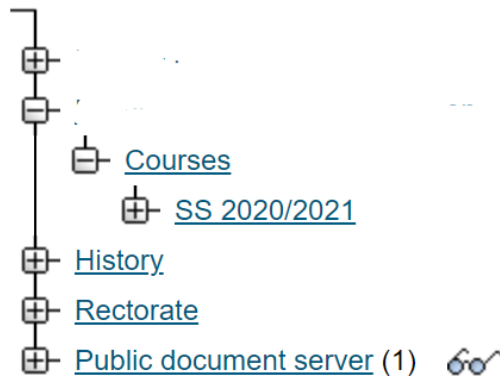 Courses
SS 2020/2021
History
Rectorate
Public document server (1)